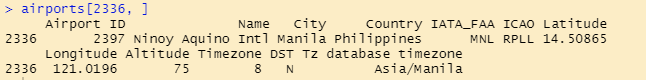 > airports[2336, ]
Airport ID Name City Country IATA_FAA ICAO Latitude
2336 2397 Ninoy Aquino Intl Manila Philippines MNL RPLL 14.50865
Longitude Altitude Timezone DST Tz database timezone
2336 121.0196 75 8 N Asia/Manila